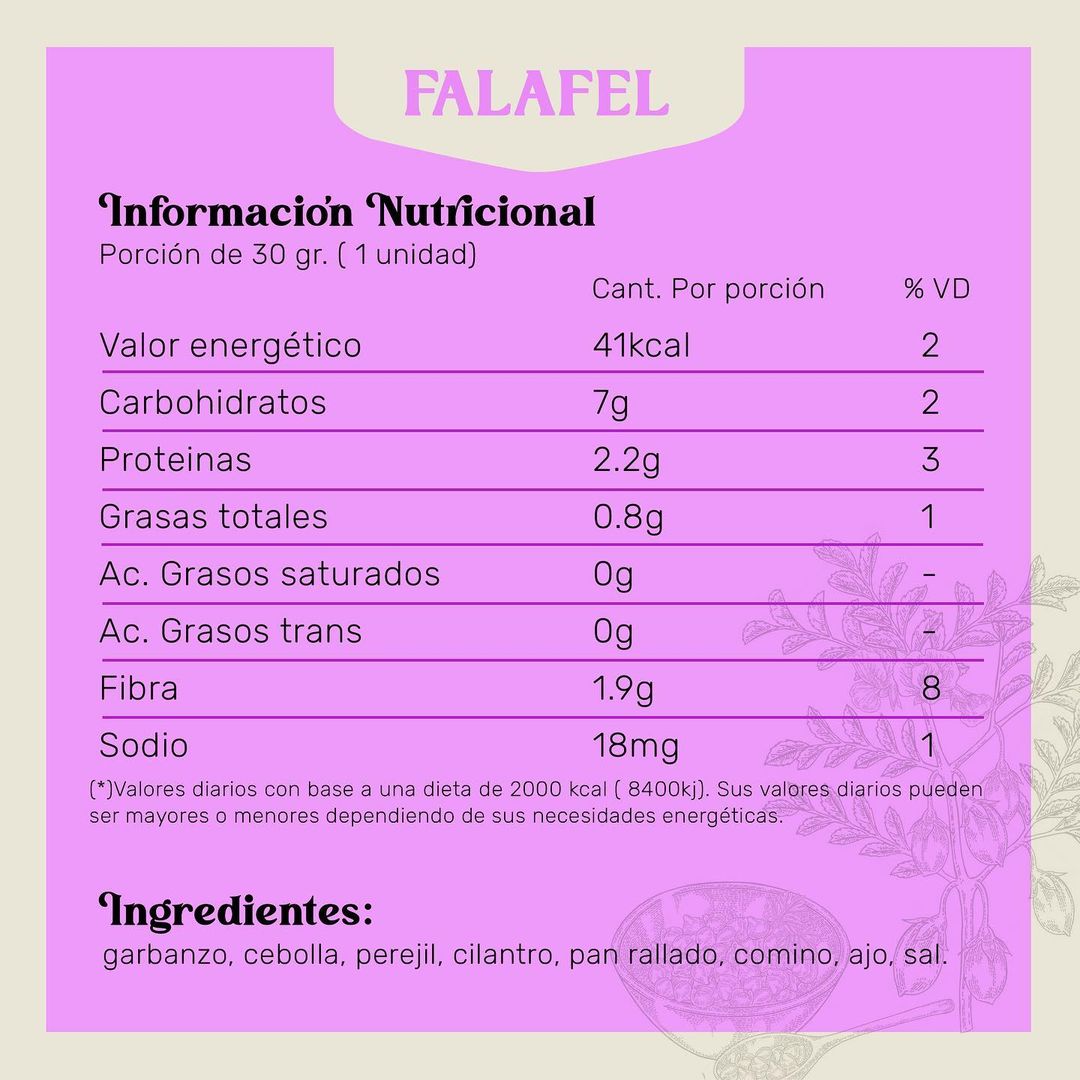 FALAFEL
Información Nutricional
Porción de 30 gr. ( 1 unidad)
Cant. Por porción % VD
Valor energético 41kcal 2
Carbohidratos 7g 2
Proteinas 2.2g 3
Grasas totales 0.8g 1
Ac. Grasos saturados 0g -
Ac. Grasos trans 0g -
Fibra 1.9g 8
Sodio 18mg 1
(*)Valores diarios con base a una dieta de 2000 kcal ( 8400kj). Sus valores diarios pueden
ser mayores o menores dependiendo de sus necesidades energéticas.
Ingredientes:
garbanzo, cebolla, perejil, cilantro, pan rallado, comino, ajo, sal.